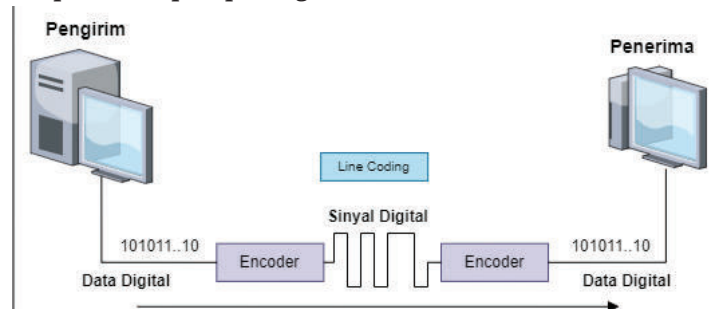 Pengirim
Penerima
Line Coding
Sinyal Digital
101011..10
Encoder
Encoder
101011..10
Data Digital
Data Digital